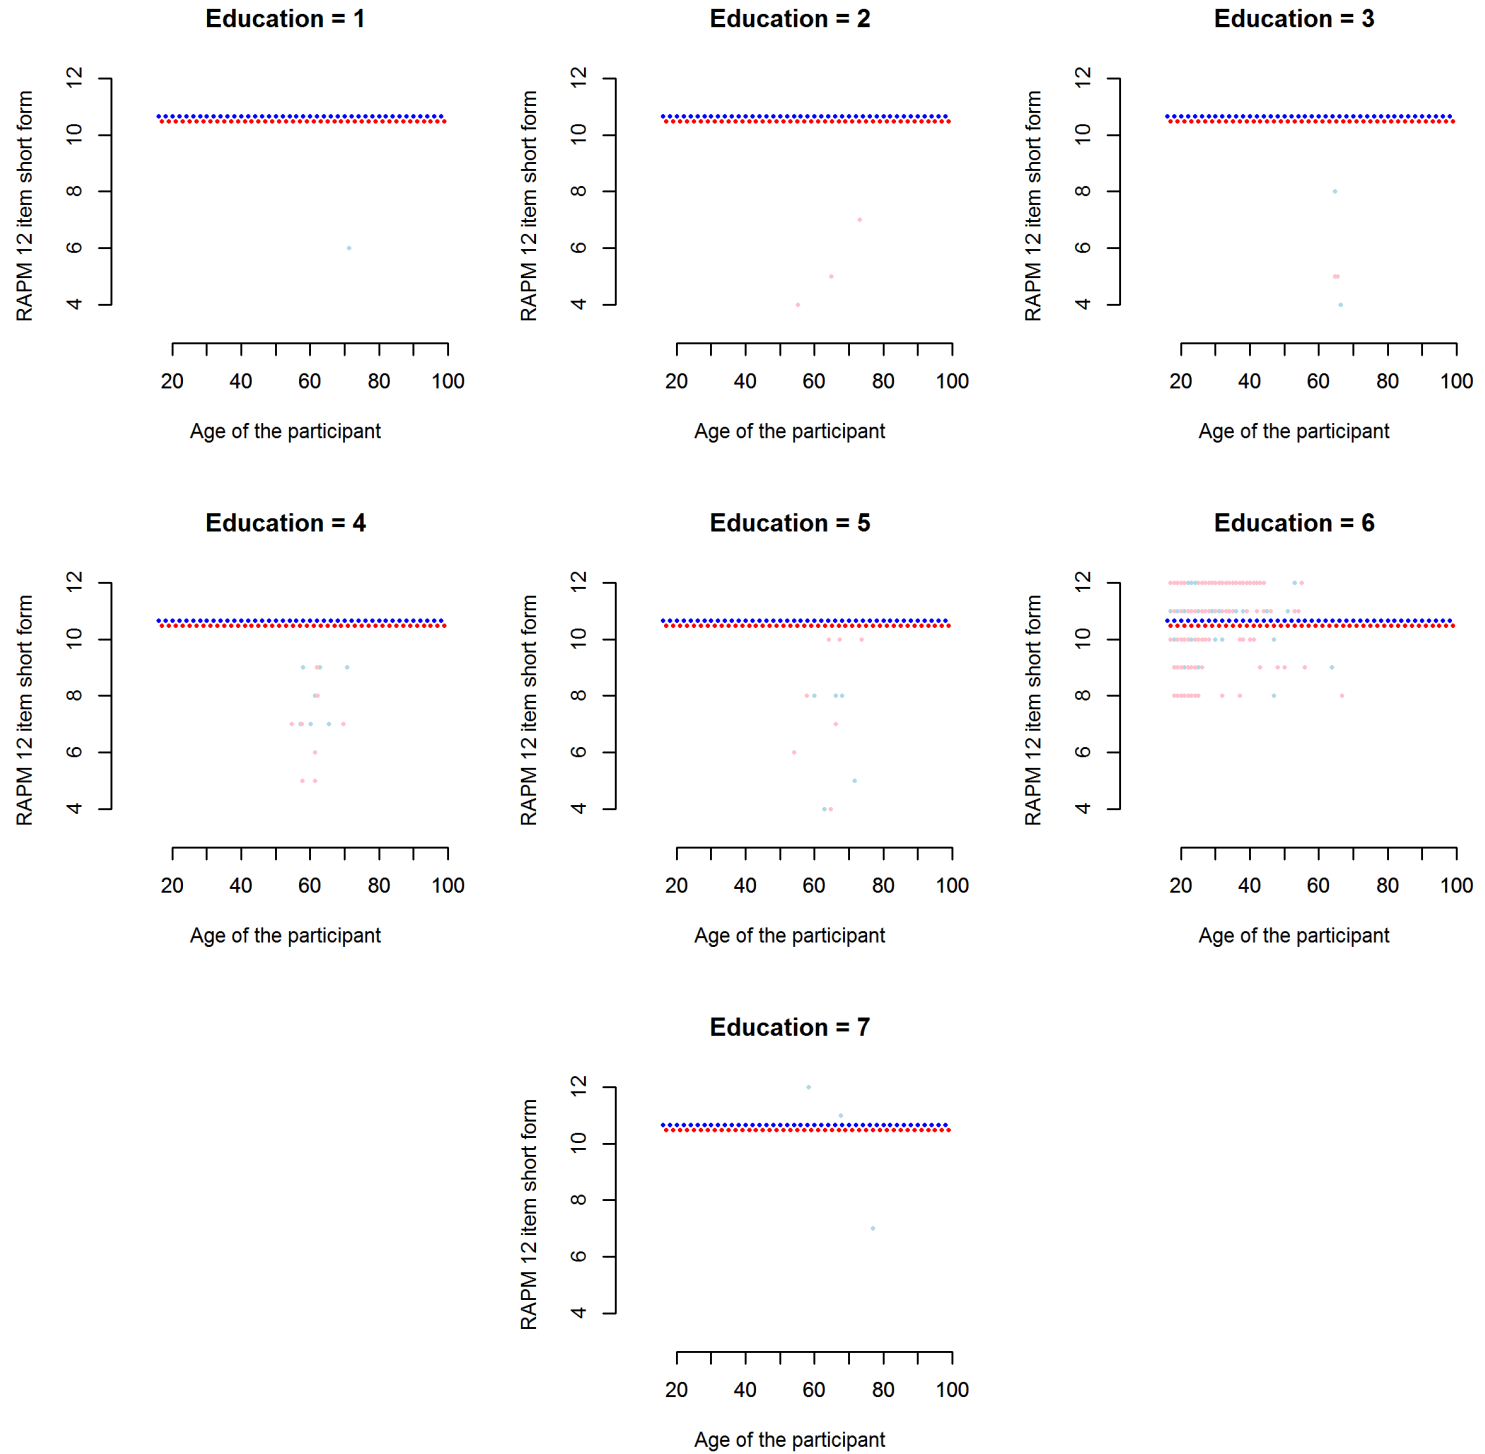 Education = 1
RAPM 12 item short form
12
10
8
6
4
20 40 60 80 100
Age of the participant
Education = 2
RAPM 12 item short form
12
10
8
6
4
20 40 60 80 100
Age of the participant
Education = 3
RAPM 12 item short form
12
10
8
6
4
20 40 60 80 100
Age of the participant
Education = 4
RAPM 12 item short form
12
10
8
6
4
20 40 60 80 100
Age of the participant
Education = 5
RAPM 12 item short form
12
10
8
6
4
20 40 60 80 100
Age of the participant
Education = 6
RAPM 12 item short form
12
10
8
6
4
20 40 60 80 100
Age of the participant
Education = 7
RAPM 12 item short form
12
10
8
6
4
20 40 60 80 100
Age of the participant